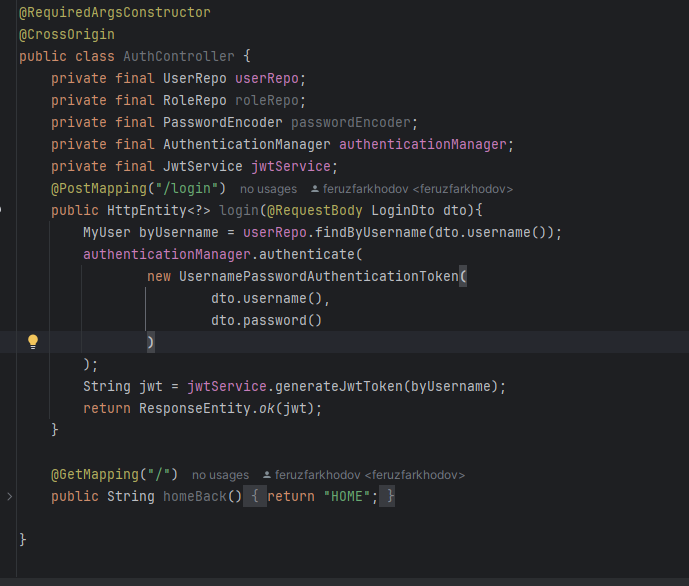 @RequiredArgsConstructor
@CrossOrigin
public class AuthController {
    private final UserRepo userRepo;
    private final RoleRepo roleRepo;
    private final PasswordEncoder passwordEncoder;
    private final AuthenticationManager authenticationManager;
    private final JwtService jwtService;
    @PostMapping("/login") no usages feruzfarkhodov <feruzfarkhodov>
    public HttpEntity<?> login(@RequestBody LoginDto dto){
        MyUser byUsername = userRepo.findByUsername(dto.username());
        authenticationManager.authenticate(
                new UsernamePasswordAuthenticationToken(
                        dto.username(),
                        dto.password()
                )
        );
        String jwt = jwtService.generateJwtToken(byUsername);
        return ResponseEntity.ok(jwt);
    }
    @GetMapping("/") no usages feruzfarkhodov <feruzfarkhodov>
    public String homeBack() { return "HOME"; }
}